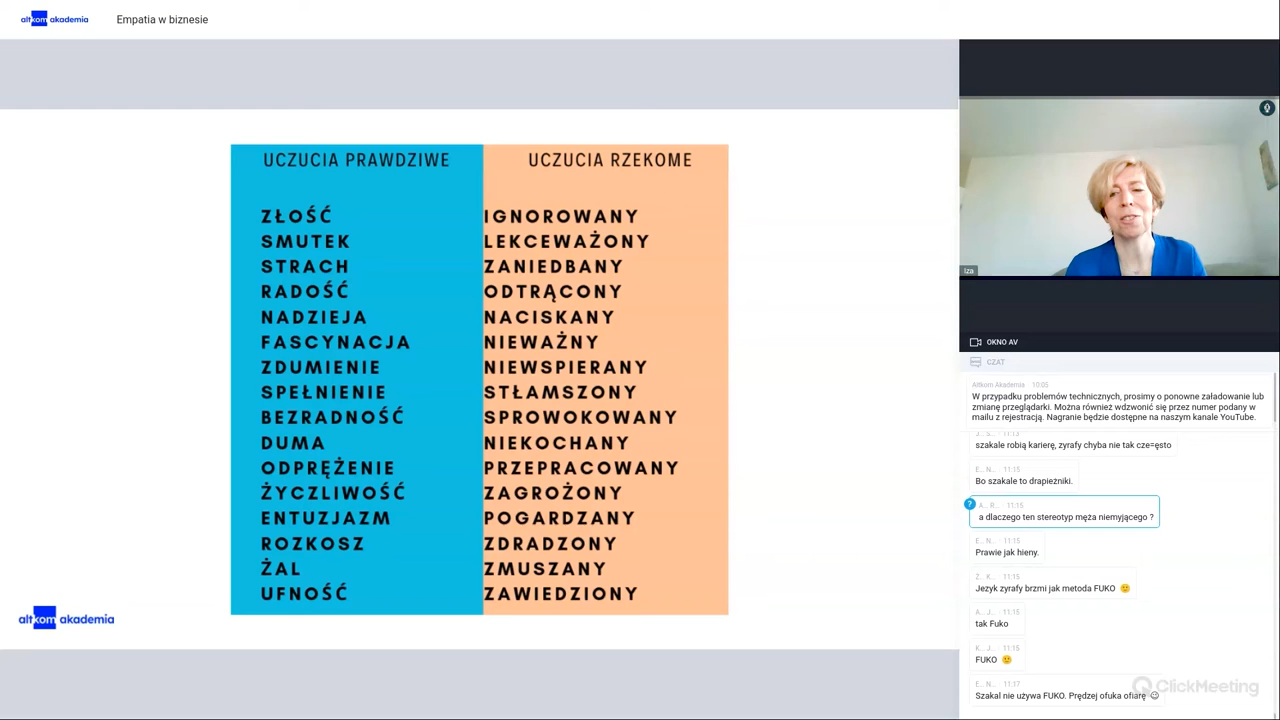 altkom akademia
Empatia w biznesie
UCZUCIA PRAWDZIWE
ZŁOŚĆ
SMUTEK
STRACH
RADOŚĆ
NADZIEJA
FASCYNACJA
ZDUMIENIE
SPEŁNIENIE
BEZRADNOŚĆ
DUMA
ODPRĘŻENIE
ŻYCZLIWOŚĆ
ENTUZJAZM
ROZKOSZ
ŻAL
UFNOŚĆ
UCZUCIA RZEKOME
IGNOROWANY
LEKCEWAŻONY
ZANIEDBANY
ODTRĄCONY
NACISKANY
NIEWAŻNY
NIEWSPIERANY
STŁAMSZONY
SPROWOKOWANY
NIEKOCHANY
PRZEPRACOWANY
ZAGROŻONY
POGARDZANY
ZDRADZONY
ZMUSZANY
ZAWIEDZIONY
altkom akademia
Iza
OKNO AV
CZAT
Altkom Akademia 10:05
W przypadku problemów technicznych, prosimy o ponowne załadowanie lub
zmianę przeglądarki. Można również wdzwonić się przez numer podany w
mailu z rejestracją. Nagranie będzie dostępne na naszym kanale YouTube.
szakale robią karierę, zyrafy chyba nie tak cze=ęsto
E... N... · 11:15
Bo szakale to drapieżniki.
?
A... R... · 11:15
a dlaczego ten stereotyp męża niemyjącego ?
E... N... · 11:15
Prawie jak hieny.
Z... K... · 11:15
Jezyk zyrafy brzmi jak metoda FUKO 🙂
A... J... · 11:15
tak Fuko
K... J... · 11:15
FUKO 🙂
E... N... · 11:17
Szakal nie używa FUKO. Prędzej ofuka ofiarę ☺
ClickMeeting